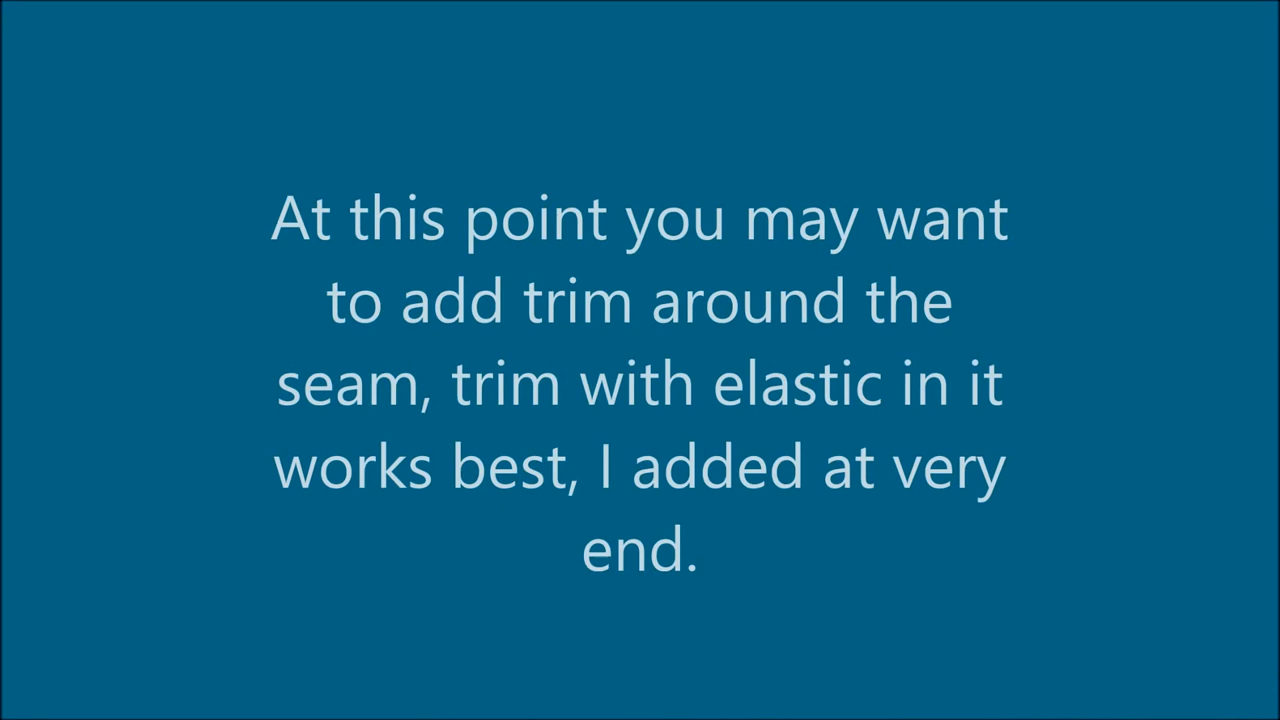 At this point you may want
to add trim around the
seam, trim with elastic in it
works best, I added at very
end.